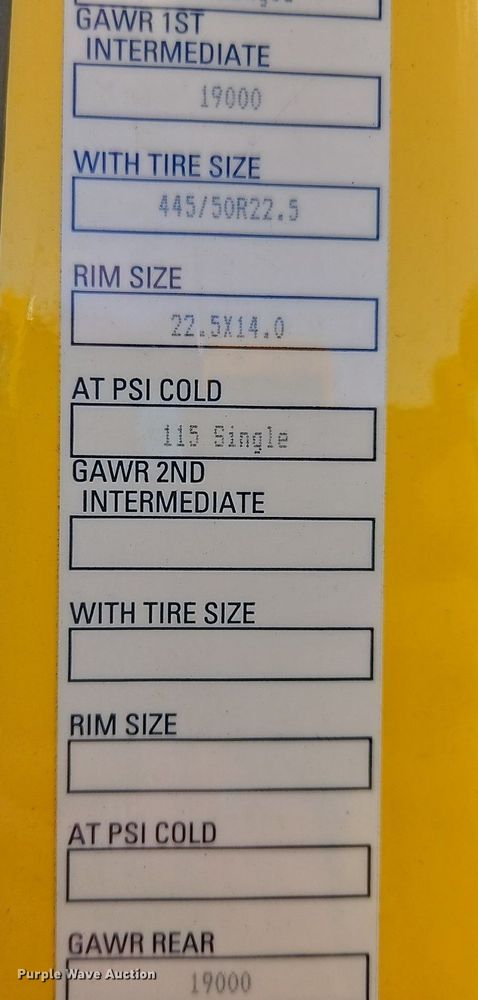 GAWR 1ST
INTERMEDIATE
19000
WITH TIRE SIZE
445/50R22.5
RIM SIZE
22.5X14.0
AT PSI COLD
115 Single
GAWR 2ND
INTERMEDIATE
WITH TIRE SIZE
RIM SIZE
AT PSI COLD
GAWR REAR
19000
Purple Wave Auction